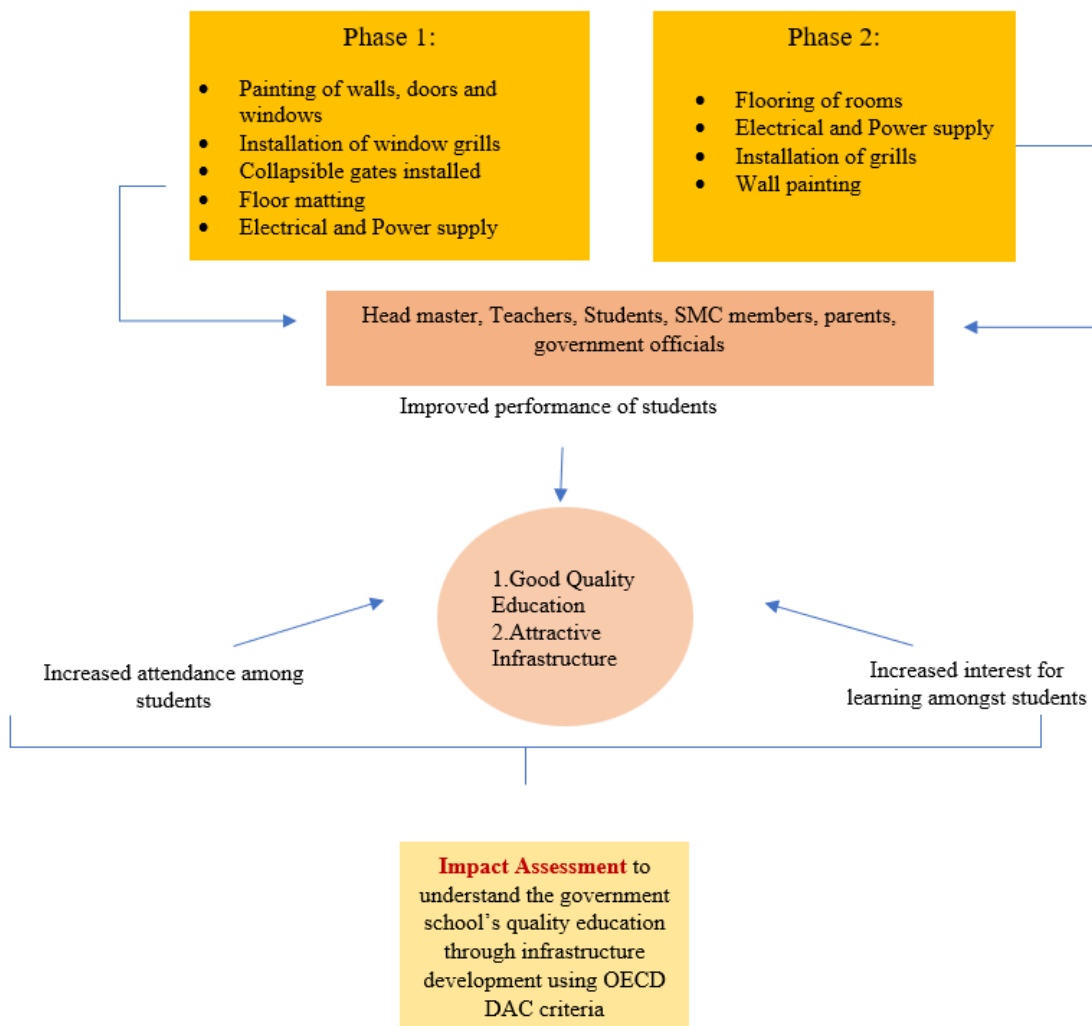 Phase 1:
• Painting of walls, doors and
windows
• Installation of window grills
• Collapsible gates installed
• Floor matting
• Electrical and Power supply
Phase 2:
• Flooring of rooms
• Electrical and Power supply
• Installation of grills
• Wall painting
Head master, Teachers, Students, SMC members, parents,
government officials
Improved performance of students
1.Good Quality
Education
2.Attractive
Infrastructure
Increased attendance among
students
Increased interest for
learning amongst students
Impact Assessment to
understand the government
school’s quality education
through infrastructure
development using OECD
DAC criteria